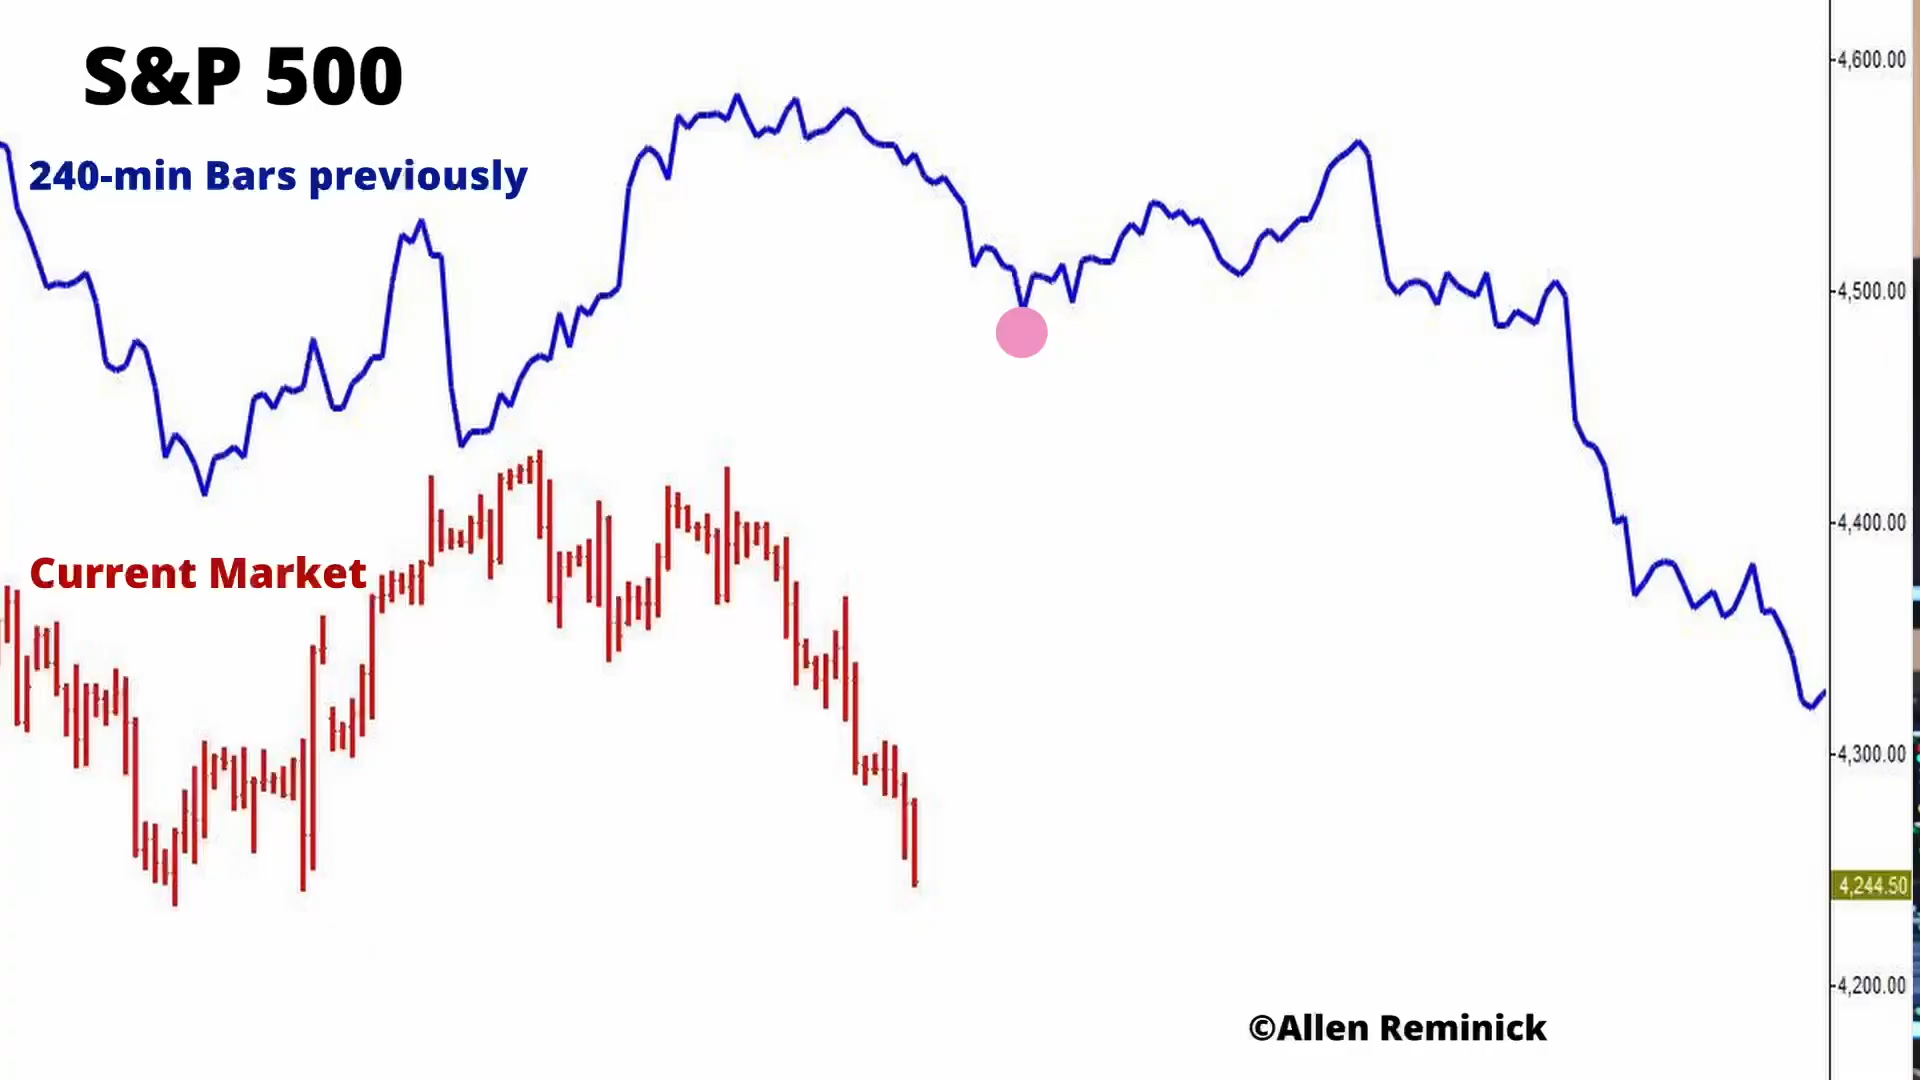 S&P 500
240-min Bars previously
Current Market
4,600.00
4,500.00
4,400.00
4,300.00
4,244.50
4,200.00
©Allen Reminick